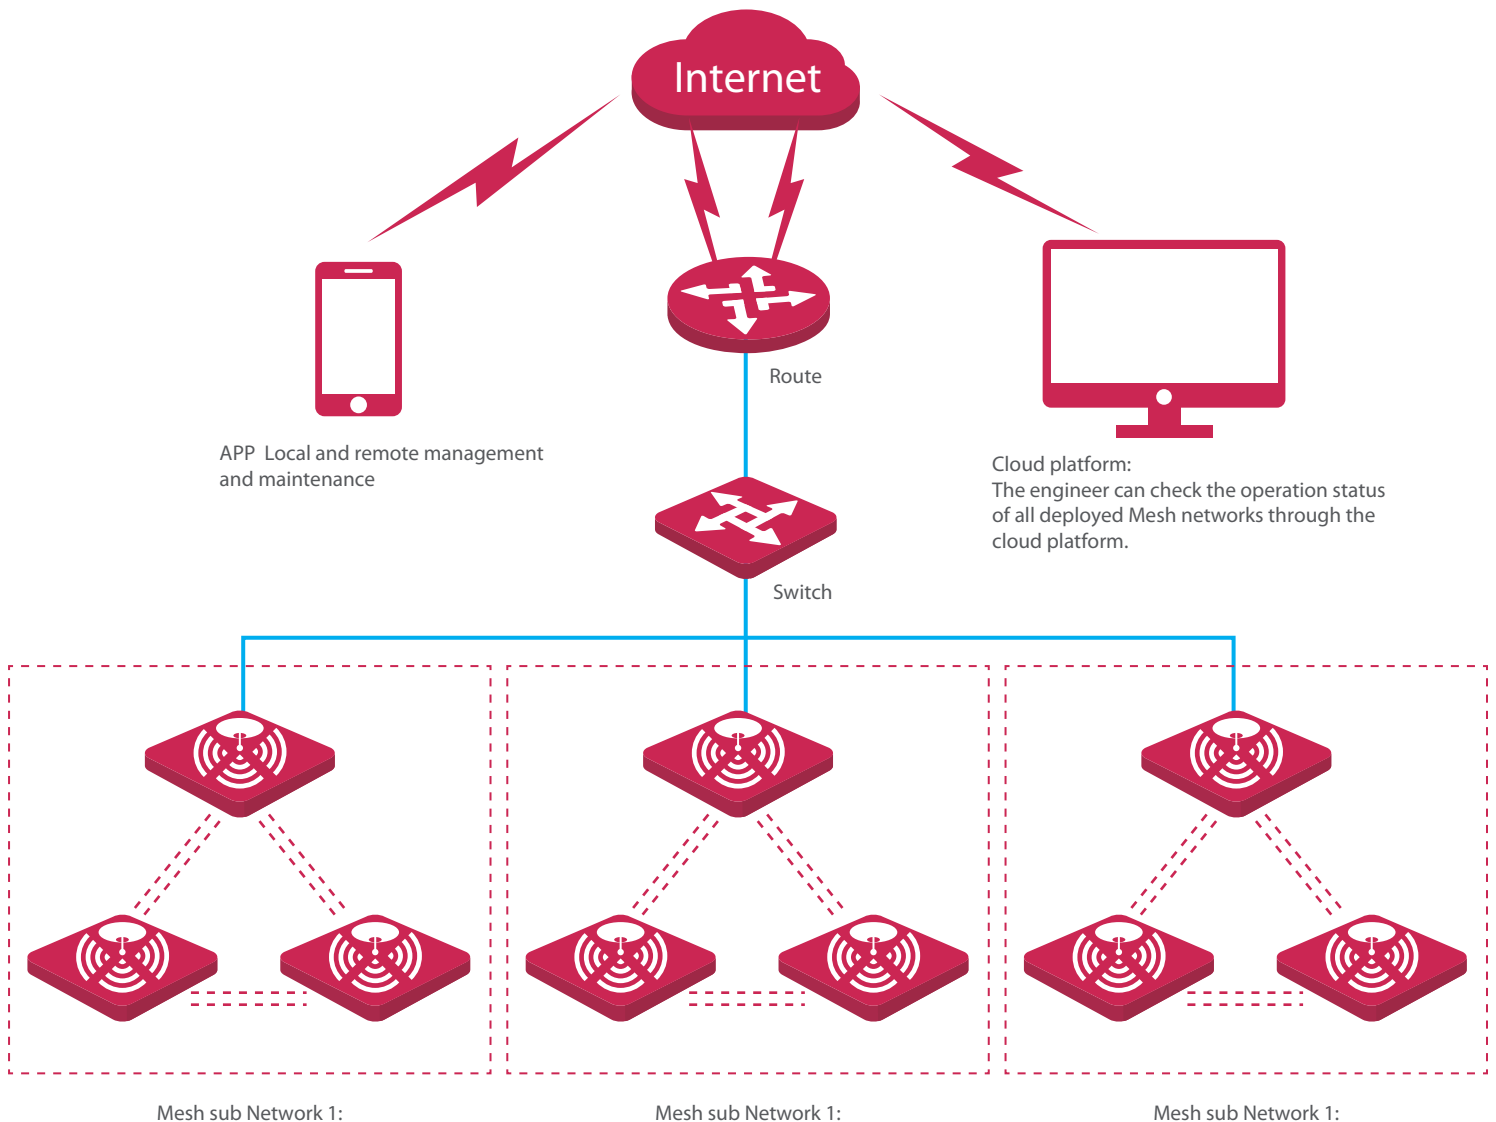 Internet
Route
APP  Local and remote management
and maintenance
Cloud platform:
The engineer can check the operation status
of all deployed Mesh networks through the
cloud platform.
Switch
Mesh sub Network 1:
Mesh sub Network 1:
Mesh sub Network 1: